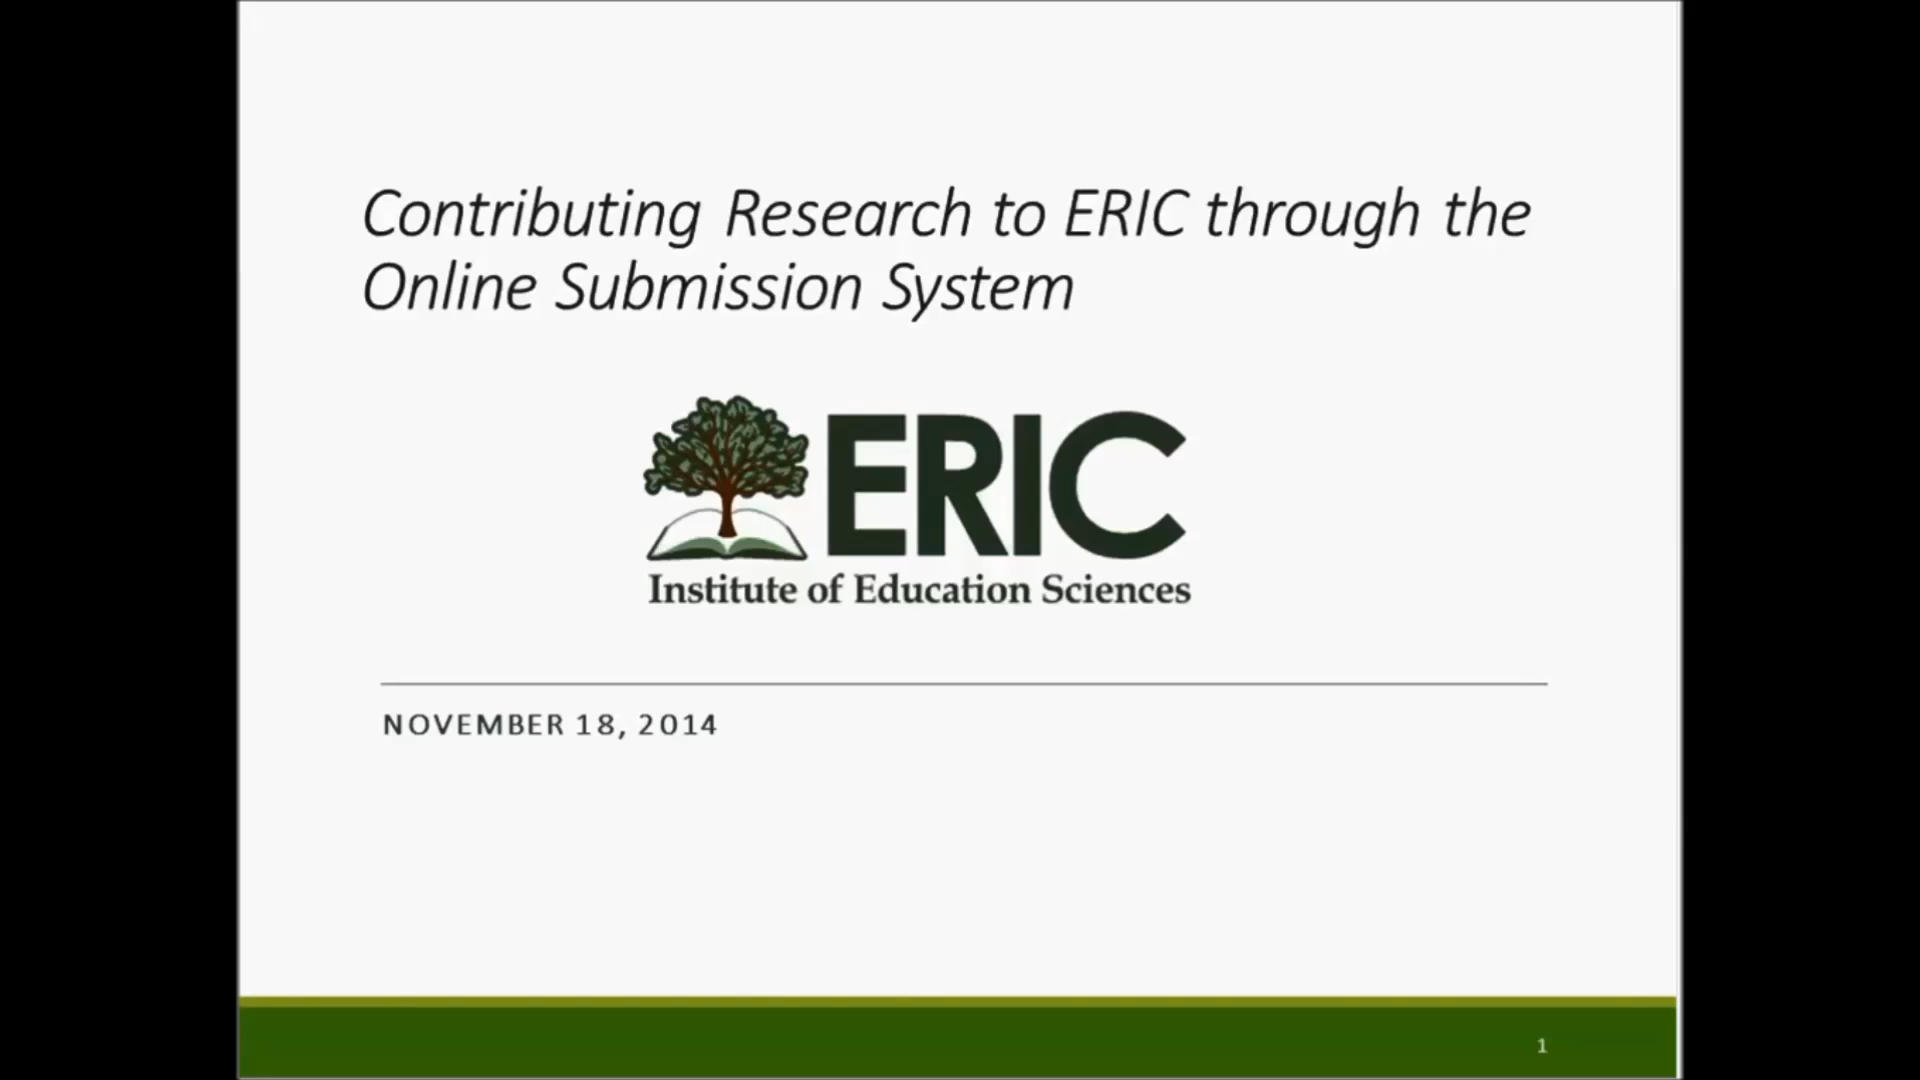 Contributing Research to ERIC through the
Online Submission System
ERIC
Institute of Education Sciences
NOVEMBER 18, 2014
1